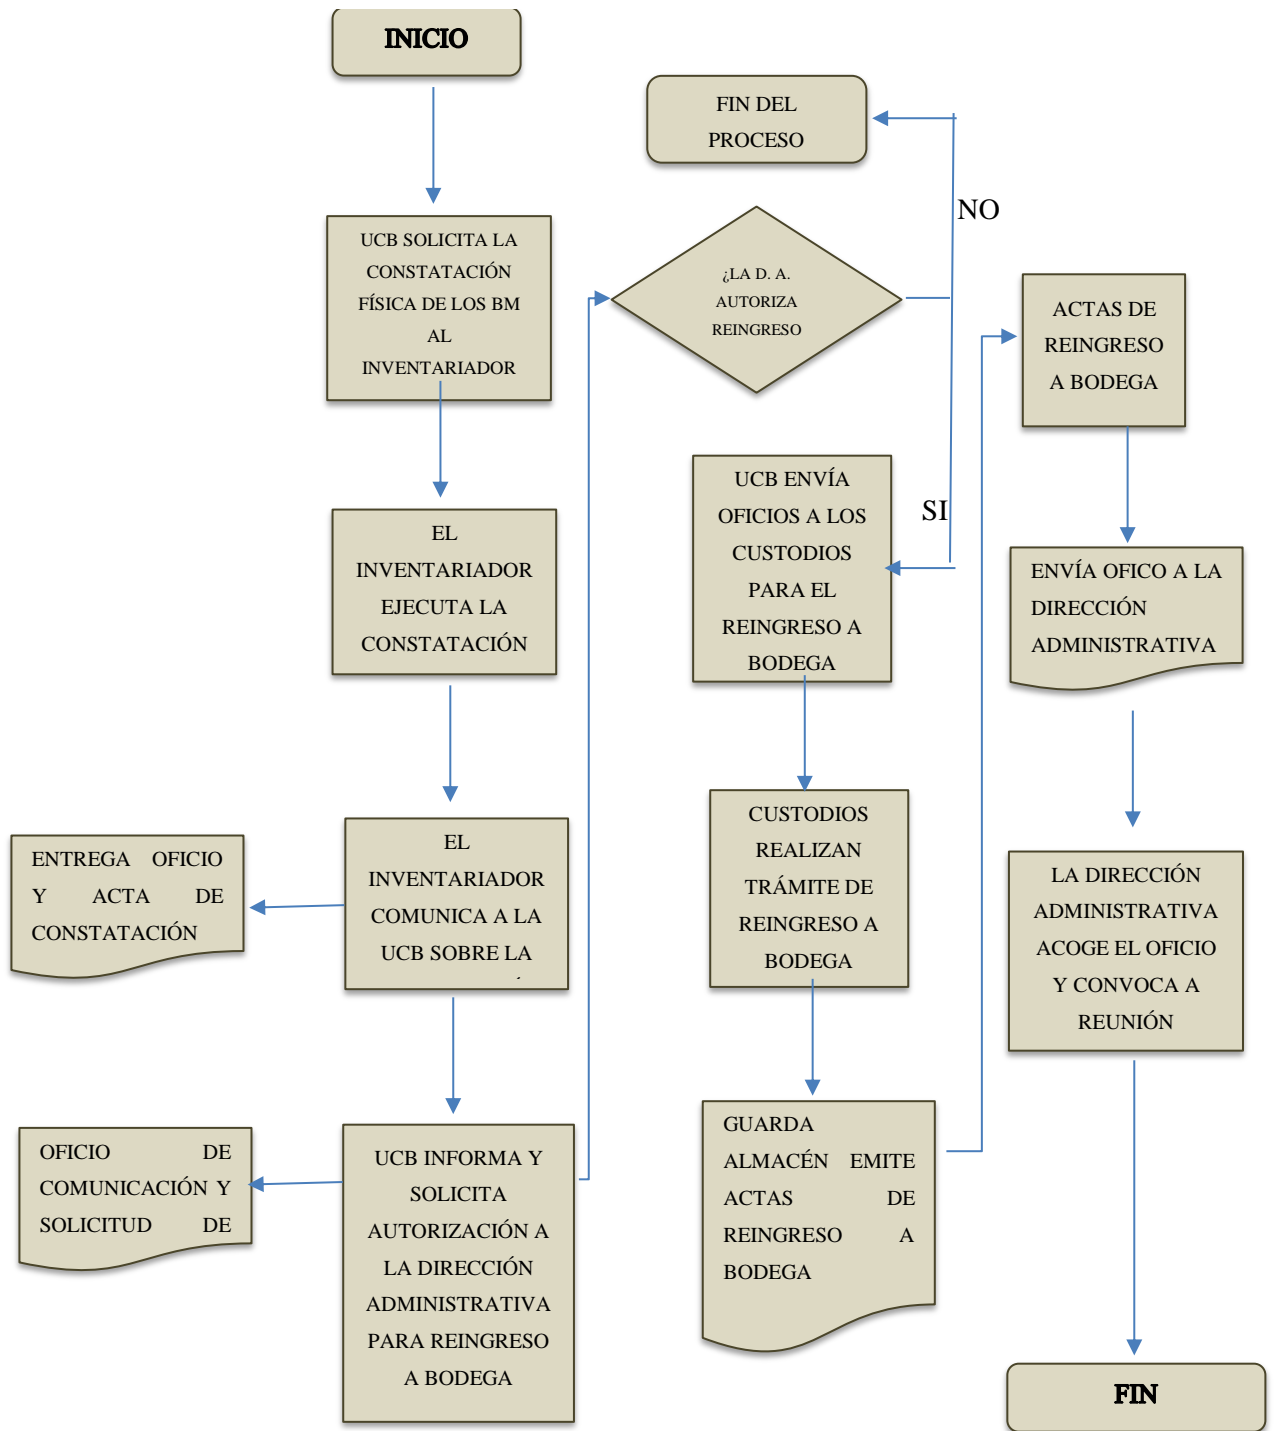 INICIO
UCB SOLICITA LA
CONSTATACIÓN
FÍSICA DE LOS BM
AL
INVENTARIADOR
EL
INVENTARIADOR
EJECUTA LA
CONSTATACIÓN
EL
INVENTARIADOR
COMUNICA A LA
UCB SOBRE LA
ENTREGA OFICIO
Y ACTA DE
CONSTATACIÓN
UCB INFORMA Y
SOLICITA
AUTORIZACIÓN A
LA DIRECCIÓN
ADMINISTRATIVA
PARA REINGRESO
A BODEGA
OFICIO DE
COMUNICACIÓN Y
SOLICITUD DE
FIN DEL
PROCESO
NO
¿LA D. A.
AUTORIZA
REINGRESO
SI
UCB ENVÍA
OFICIOS A LOS
CUSTODIOS
PARA EL
REINGRESO A
BODEGA
CUSTODIOS
REALIZAN
TRÁMITE DE
REINGRESO A
BODEGA
GUARDA
ALMACÉN EMITE
ACTAS DE
REINGRESO A
BODEGA
ACTAS DE
REINGRESO
A BODEGA
ENVÍA OFICO A LA
DIRECCIÓN
ADMINISTRATIVA
LA DIRECCIÓN
ADMINISTRATIVA
ACOGE EL OFICIO
Y CONVOCA A
REUNIÓN
FIN